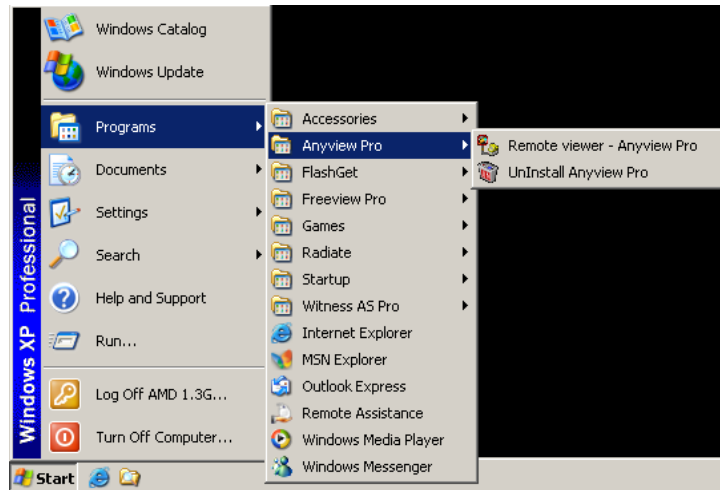 Windows Catalog
Windows Update
Programs
Documents
Settings
Search
Help and Support
Run...
Log Off AMD 1.3G...
Turn Off Computer...
Windows XP Professional
Start
Accessories
Anyview Pro
FlashGet
Freeview Pro
Games
Radiate
Startup
Witness AS Pro
Internet Explorer
MSN Explorer
Outlook Express
Remote Assistance
Windows Media Player
Windows Messenger
Remote viewer - Anyview Pro
UnInstall Anyview Pro